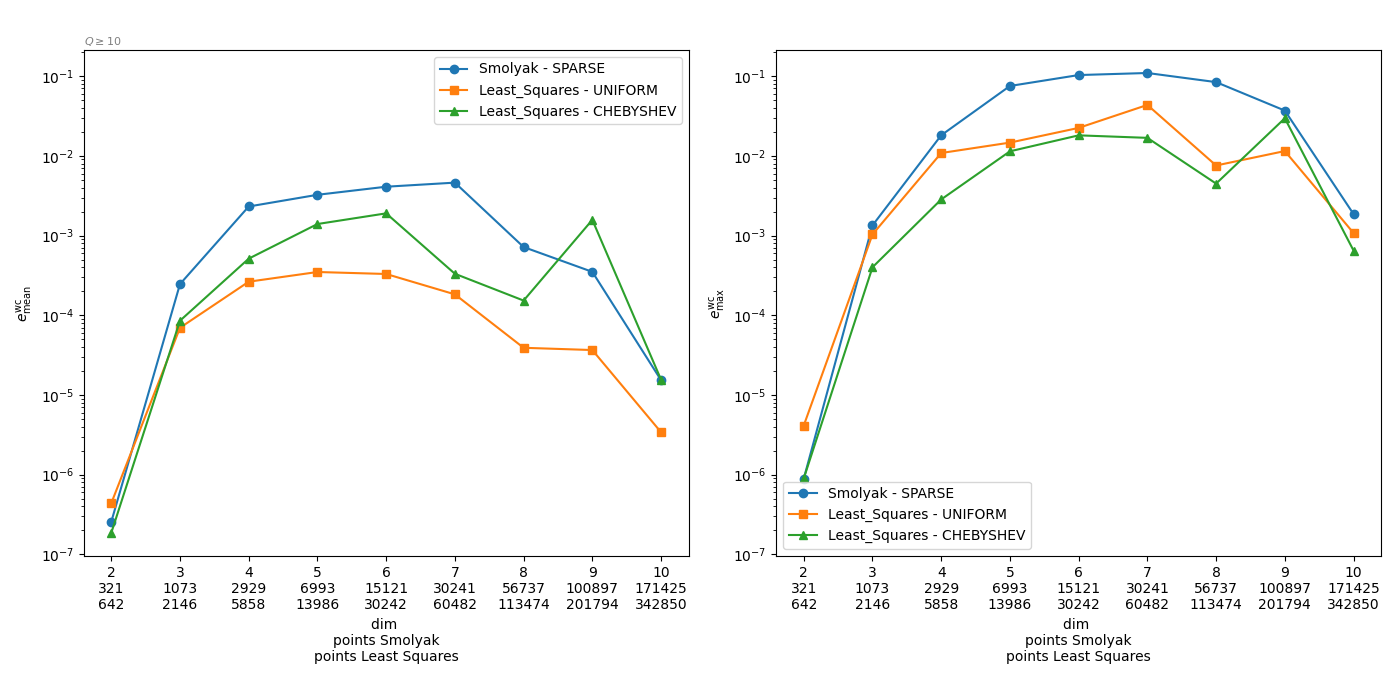 Q ≥ 10
Smolyak - SPARSE
Least_Squares - UNIFORM
Least_Squares - CHEBYSHEV
10⁻¹
10⁻²
10⁻³
10⁻⁴
10⁻⁵
10⁻⁶
10⁻⁷
e^wc_mean
2 3 4 5 6 7 8 9 10
321 1073 2929 6993 15121 30241 56737 100897 171425
642 2146 5858 13986 30242 60482 113474 201794 342850
dim
points Smolyak
points Least Squares
10⁻¹
10⁻²
10⁻³
10⁻⁴
10⁻⁵
10⁻⁶
10⁻⁷
e^wc_max
Smolyak - SPARSE
Least_Squares - UNIFORM
Least_Squares - CHEBYSHEV
2 3 4 5 6 7 8 9 10
321 1073 2929 6993 15121 30241 56737 100897 171425
642 2146 5858 13986 30242 60482 113474 201794 342850
dim
points Smolyak
points Least Squares